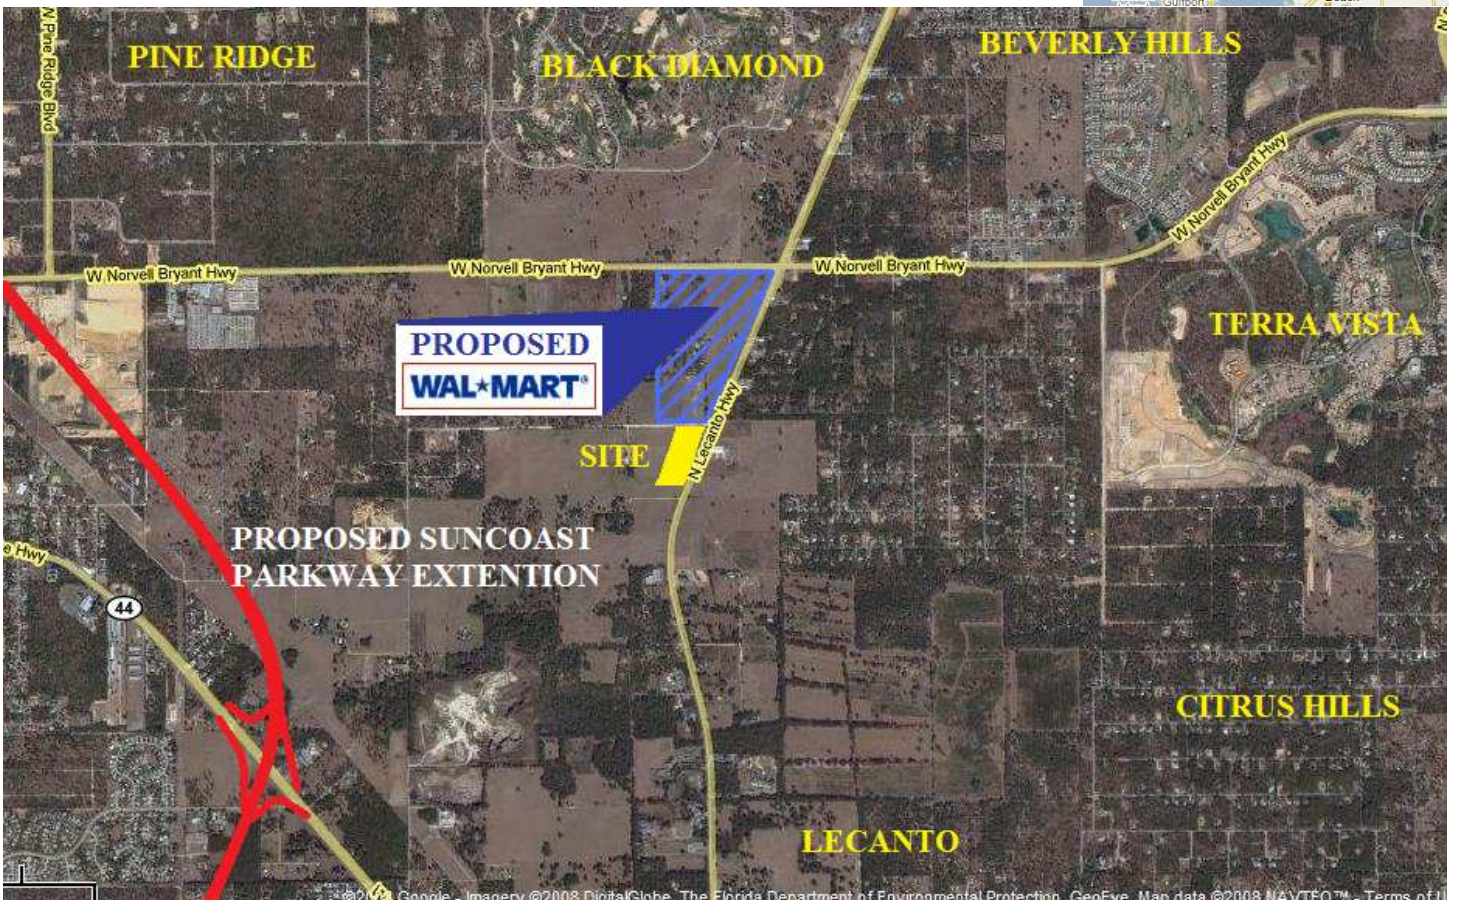 Gulfport
N Pine Ridge Blvd
PINE RIDGE
BLACK DIAMOND
BEVERLY HILLS
W Norvell Bryant Hwy
W Norvell Bryant Hwy
W Norvell Bryant Hwy
W Norvell Bryant Hwy
TERRA VISTA
PROPOSED
WAL★MART®
N Lecanto Hwy
SITE
PROPOSED SUNCOAST
PARKWAY EXTENTION
e Hwy
44
CITRUS HILLS
LECANTO
Google - Imagery ©2008 DigitalGlobe, The Florida Department of Environmental Protection, GeoEye, Map data ©2008 NAVTEQ™ - Terms of U